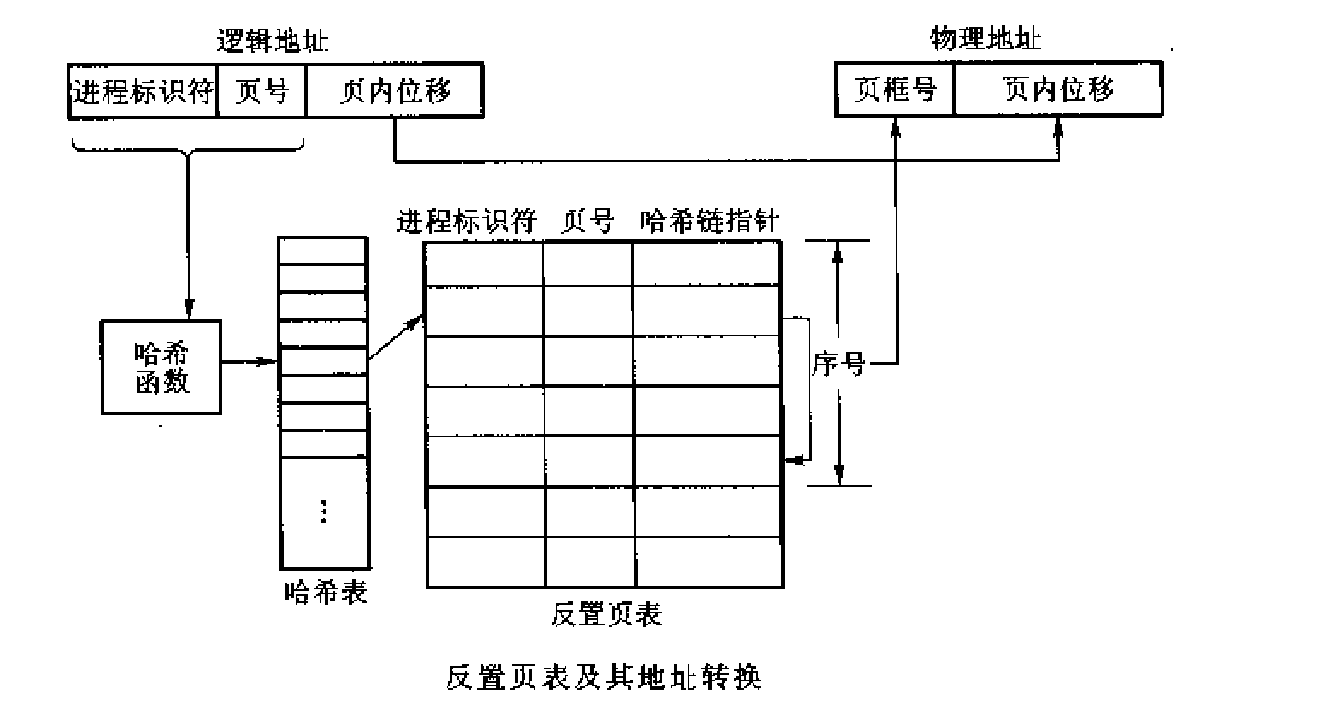 逻辑地址
物理地址
进程标识符 页号 页内位移
页框号 页内位移
进程标识符 页号 哈希链指针
哈希
函数
序号
⋮
哈希表
反置页表
反置页表及其地址转换